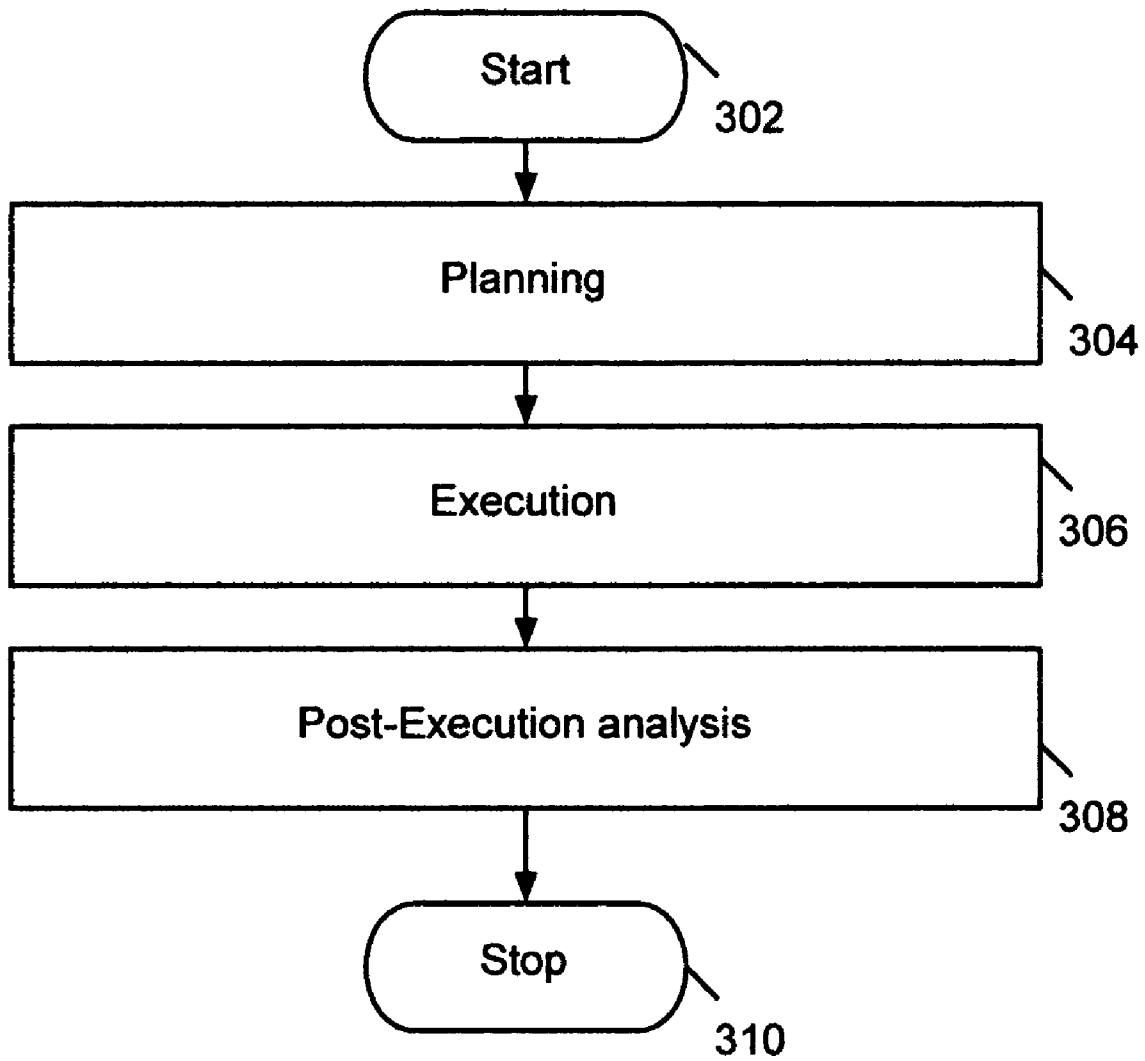 Start
302
Planning
304
Execution
306
Post-Execution analysis
308
Stop
310